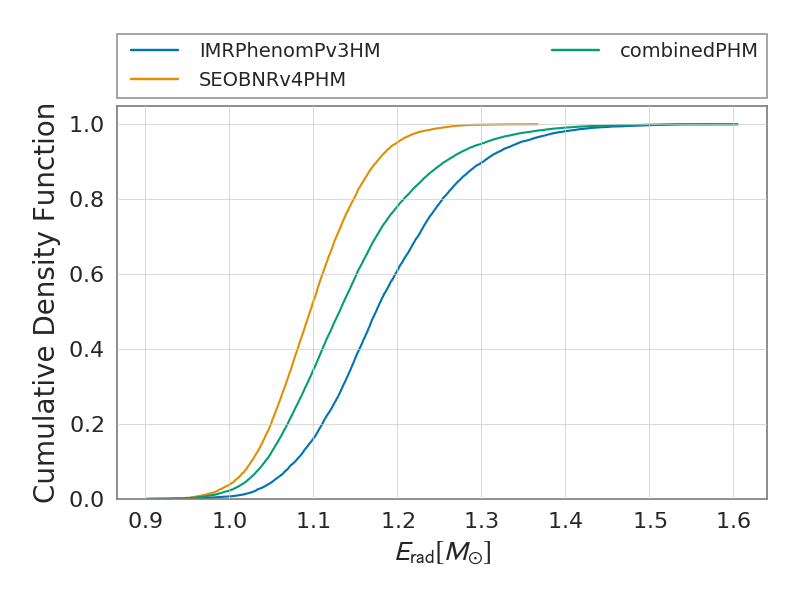 IMRPhenomPv3HM
SEOBNRv4PHM
combinedPHM
Cumulative Density Function
1.0
0.8
0.6
0.4
0.2
0.0
0.9 1.0 1.1 1.2 1.3 1.4 1.5 1.6
E_rad[M_⊙]